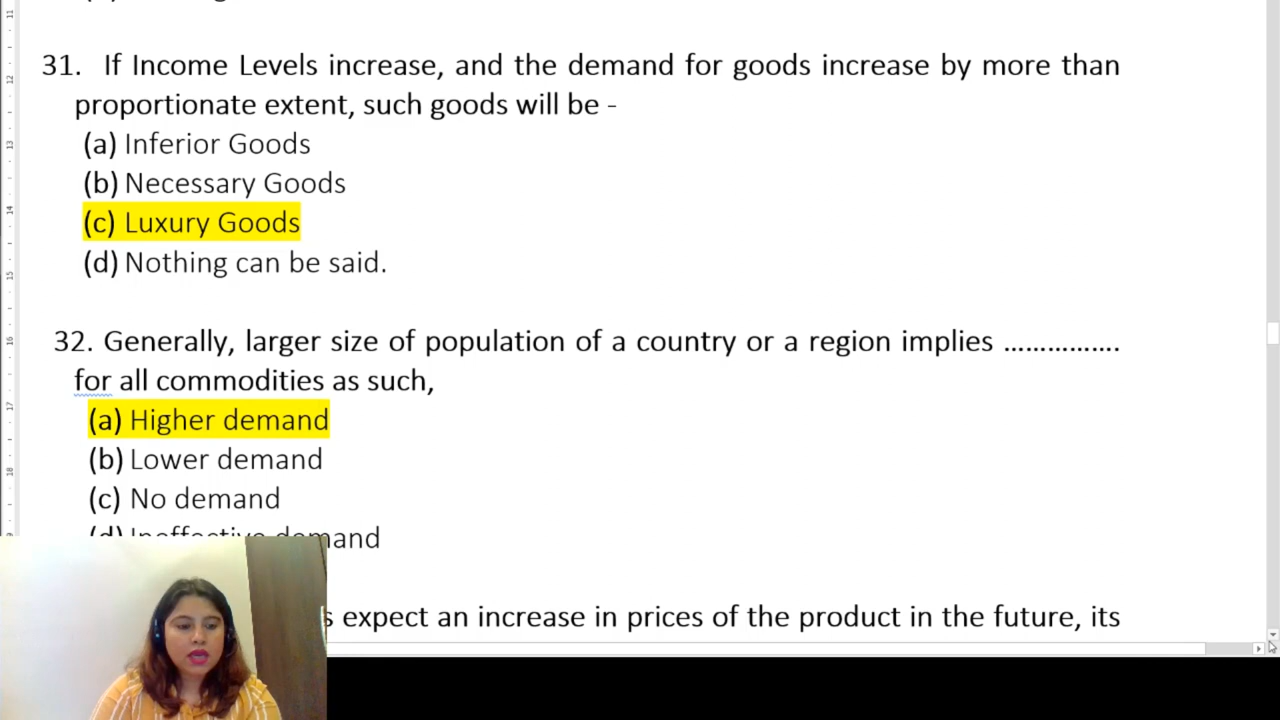 31. If Income Levels increase, and the demand for goods increase by more than
proportionate extent, such goods will be -
(a) Inferior Goods
(b) Necessary Goods
(c) Luxury Goods
(d) Nothing can be said.
32. Generally, larger size of population of a country or a region implies …………….
for all commodities as such,
(a) Higher demand
(b) Lower demand
(c) No demand
(d) Ineffective demand
expect an increase in prices of the product in the future, its